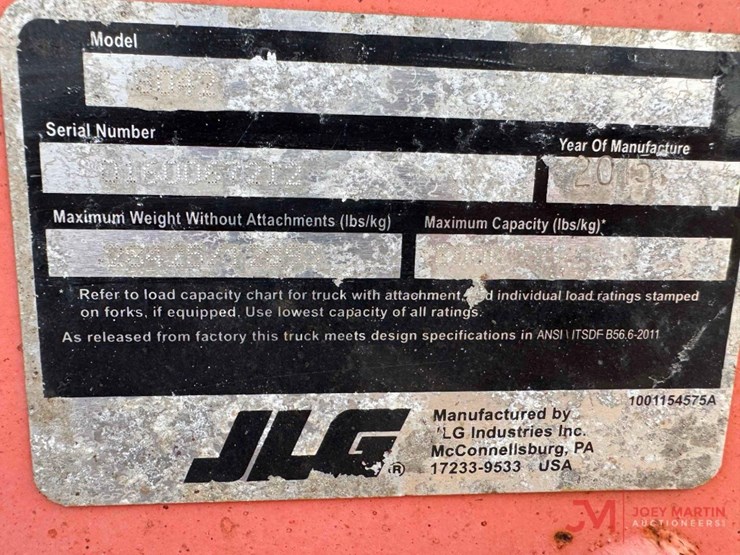 Model
Serial Number
Year Of Manufacture
2015
Maximum Weight Without Attachments (lbs/kg)
Maximum Capacity (lbs/kg)*
Refer to load capacity chart for truck with attachment, individual load ratings stamped
on forks, if equipped. Use lowest capacity of all ratings.
As released from factory this truck meets design specifications in ANSI \ ITSDF B56.6-2011
1001154575A
JLG ®
Manufactured by
LG Industries Inc.
McConnellsburg, PA
17233-9533 USA
JM JOEY MARTIN
AUCTIONEERS!